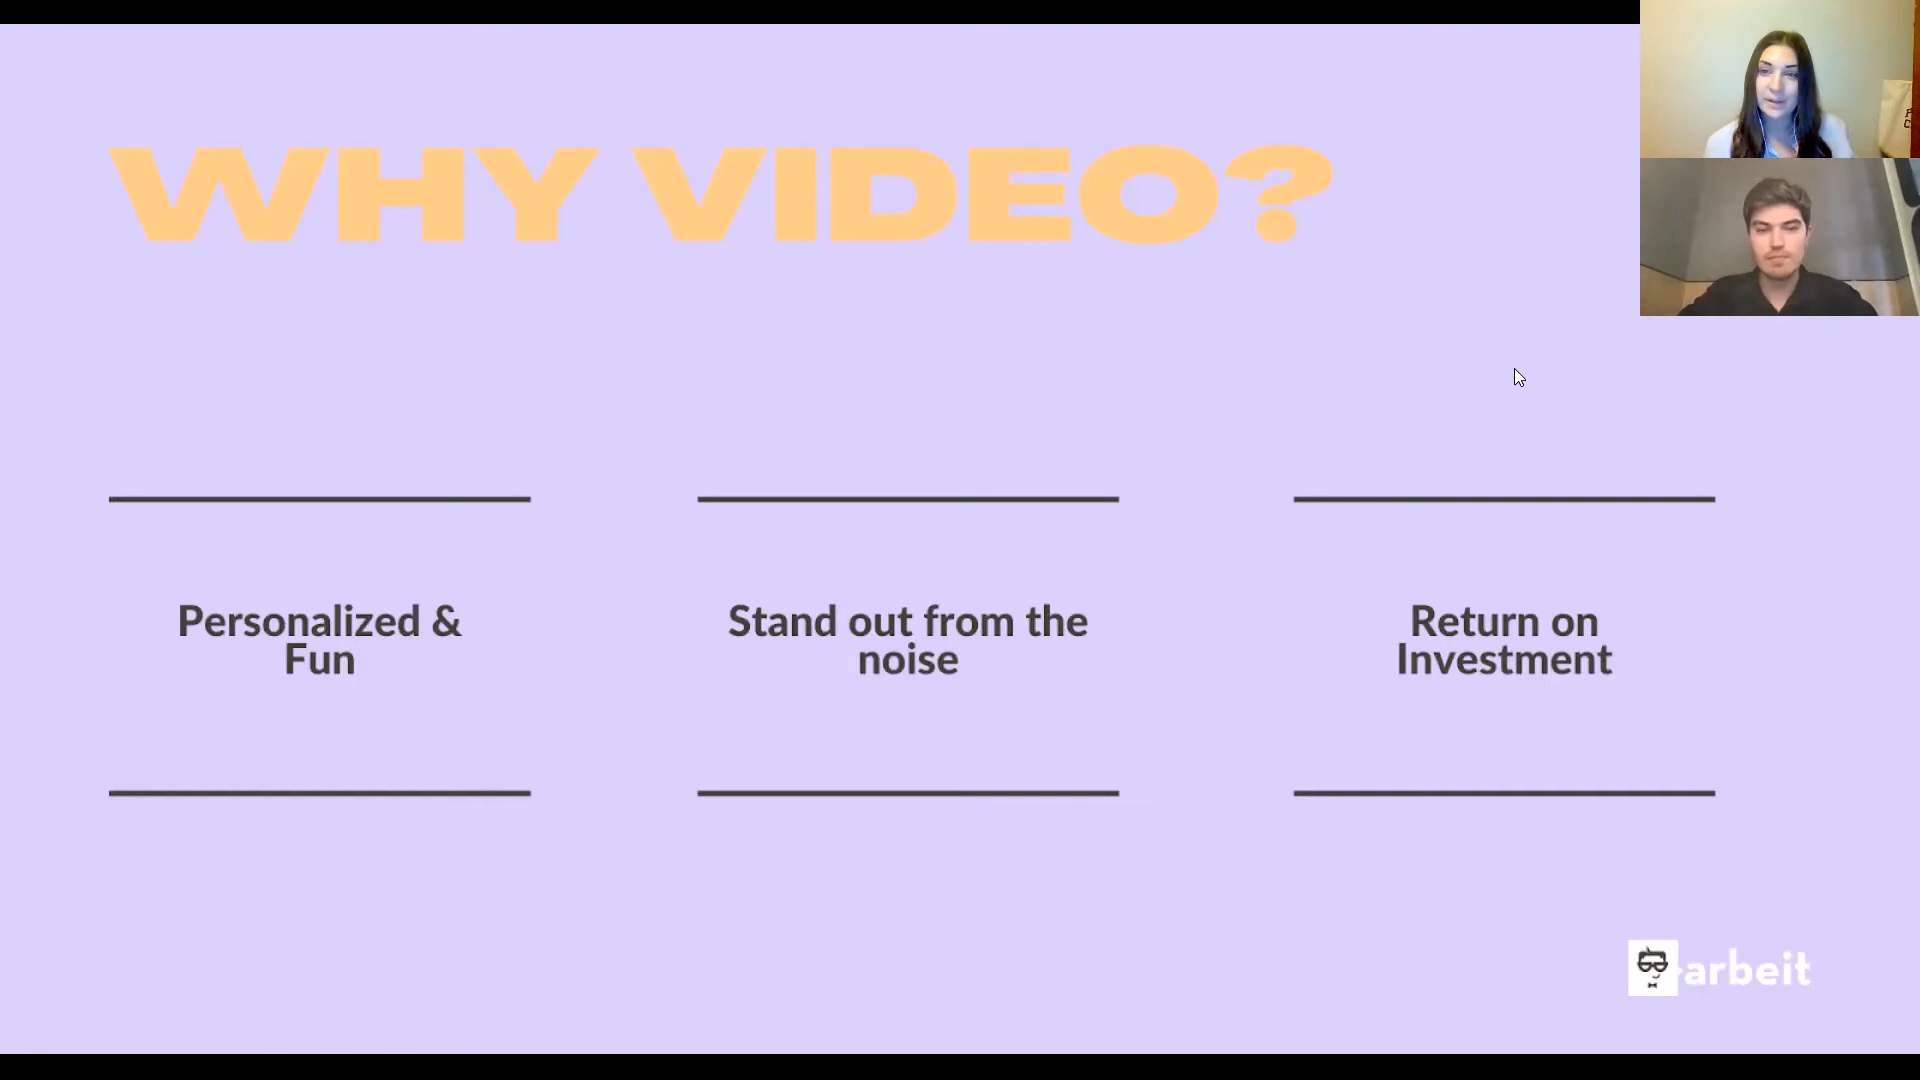 WHY VIDEO?
Personalized &
Fun
Stand out from the
noise
Return on
Investment
arbeit